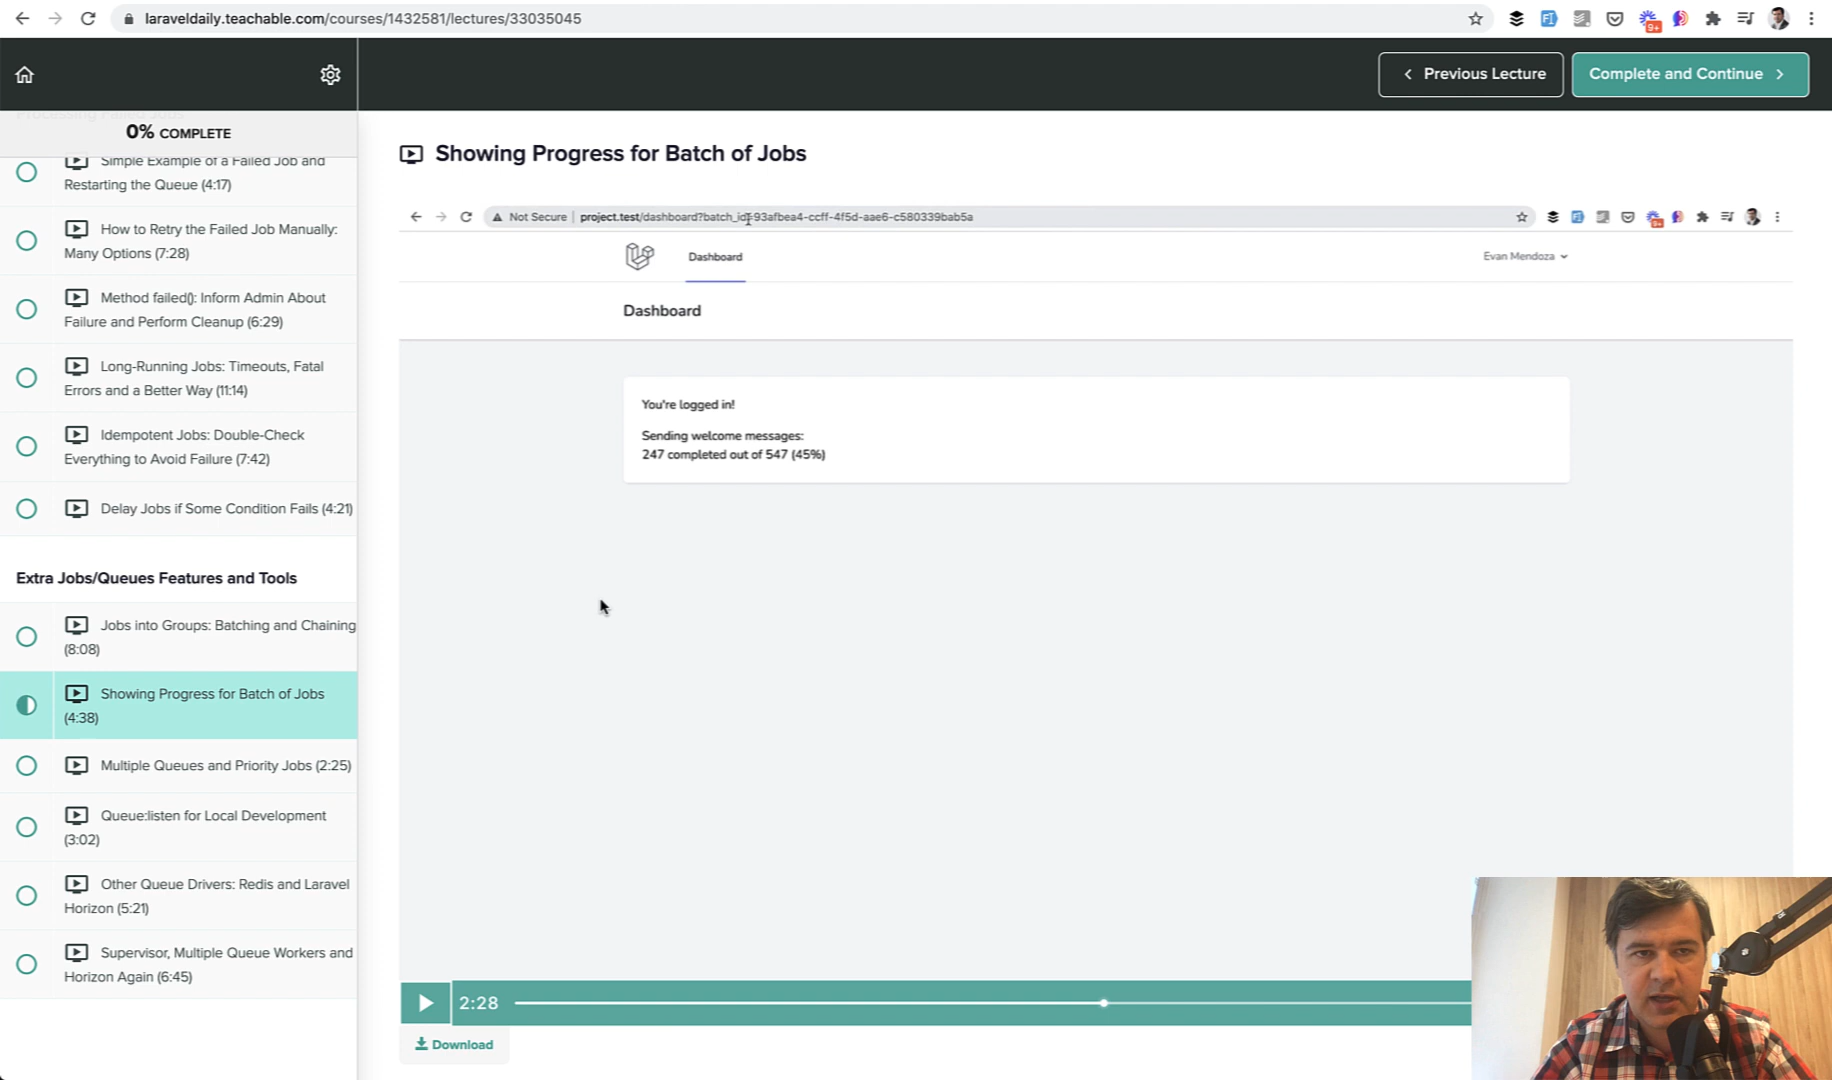 laraveldaily.teachable.com/courses/1432581/lectures/33035045
9+
Previous Lecture
Complete and Continue
Processing Failed Jobs
0% COMPLETE
Simple Example of a Failed Job and
Restarting the Queue (4:17)
How to Retry the Failed Job Manually:
Many Options (7:28)
Method failed(): Inform Admin About
Failure and Perform Cleanup (6:29)
Long-Running Jobs: Timeouts, Fatal
Errors and a Better Way (11:14)
Idempotent Jobs: Double-Check
Everything to Avoid Failure (7:42)
Delay Jobs if Some Condition Fails (4:21)
Extra Jobs/Queues Features and Tools
Jobs into Groups: Batching and Chaining
(8:08)
Showing Progress for Batch of Jobs
(4:38)
Multiple Queues and Priority Jobs (2:25)
Queue:listen for Local Development
(3:02)
Other Queue Drivers: Redis and Laravel
Horizon (5:21)
Supervisor, Multiple Queue Workers and
Horizon Again (6:45)
Showing Progress for Batch of Jobs
Not Secure project.test/dashboard?batch_id=93afbea4-ccff-4f5d-aae6-c580339bab5a
Dashboard
Evan Mendoza
Dashboard
You're logged in!
Sending welcome messages:
247 completed out of 547 (45%)
2:28
Download